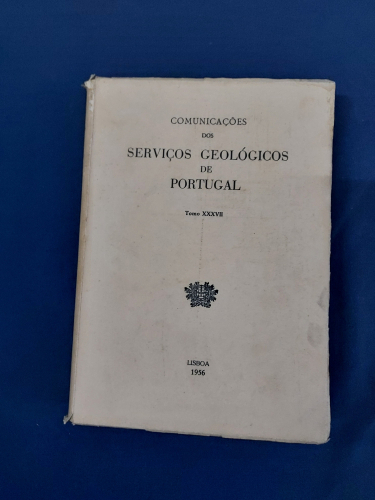 COMUNICAÇÕES
DOS
SERVIÇOS GEOLÓGICOS
DE
PORTUGAL
Tomo XXXVII
LISBOA
1956